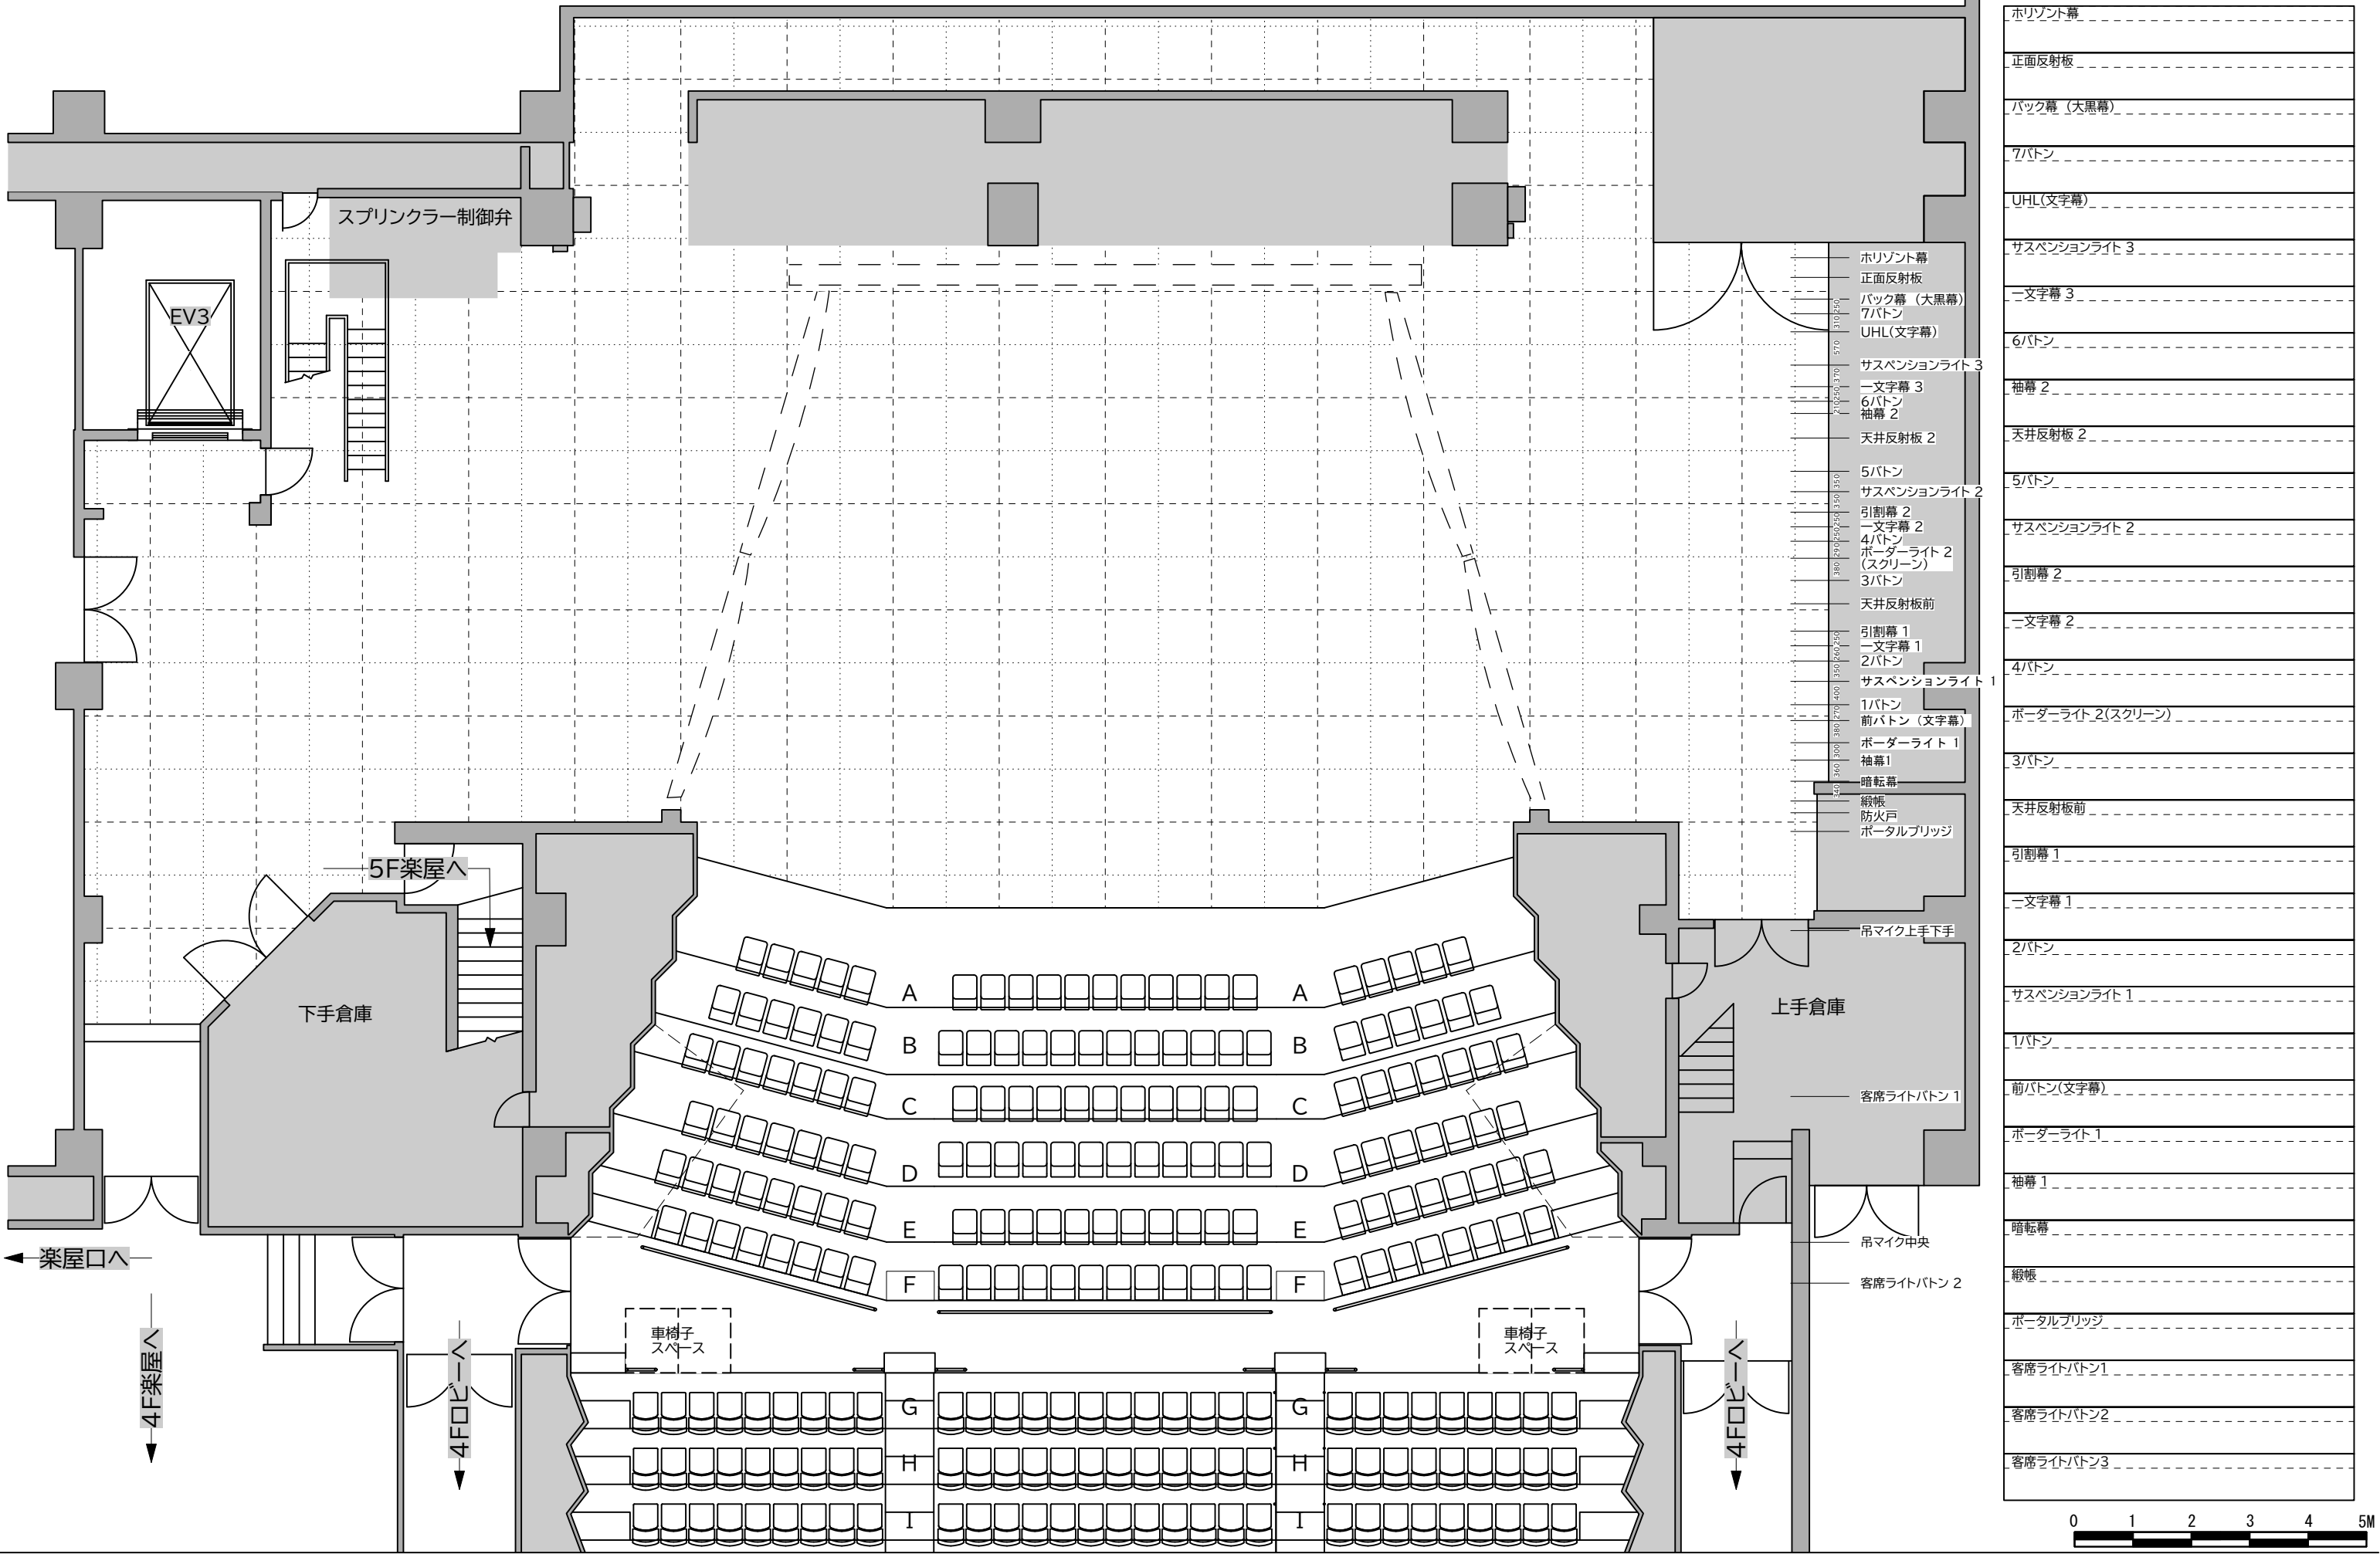 スプリンクラー制御弁
EV3
5F楽屋へ
下手倉庫
上手倉庫
楽屋口へ
4F楽屋へ
4Fロビーへ
4Fロビーへ
A
A
B
B
C
C
D
D
E
E
F
F
車椅子
スペース
車椅子
スペース
G
G
H
H
I
I
ホリゾント幕
正面反射板
バック幕（大黒幕）
7バトン
UHL(文字幕)
サスペンションライト 3
一文字幕 3
6バトン
袖幕 2
天井反射板 2
5バトン
サスペンションライト 2
引割幕 2
一文字幕 2
4バトン
ボーダーライト 2
(スクリーン)
3バトン
天井反射板前
引割幕 1
一文字幕 1
2バトン
サスペンションライト 1
1バトン
前バトン（文字幕）
ボーダーライト 1
袖幕1
暗転幕
緞帳
防火戸
ポータルブリッジ
吊マイク上手下手
客席ライトバトン 1
吊マイク中央
客席ライトバトン 2
250
310
570
370
250
210
350
350
250
250
290
380
250
260
350
400
270
380
300
360
340
ホリゾント幕
正面反射板
バック幕（大黒幕）
7バトン
UHL(文字幕)
サスペンションライト 3
一文字幕 3
6バトン
袖幕 2
天井反射板 2
5バトン
サスペンションライト 2
引割幕 2
一文字幕 2
4バトン
ボーダーライト 2(スクリーン)
3バトン
天井反射板前
引割幕 1
一文字幕 1
2バトン
サスペンションライト 1
1バトン
前バトン(文字幕)
ボーダーライト 1
袖幕 1
暗転幕
緞帳
ポータルブリッジ
客席ライトバトン1
客席ライトバトン2
客席ライトバトン3
0 1 2 3 4 5M